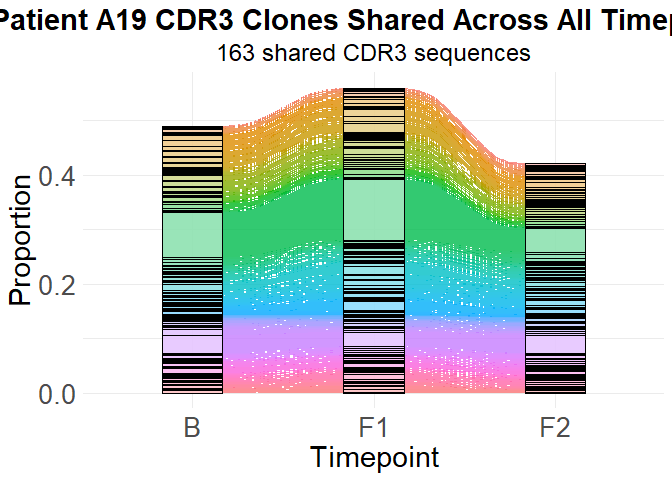 Patient A19 CDR3 Clones Shared Across All Timep
163 shared CDR3 sequences
Proportion
0.4
0.2
0.0
B F1 F2
Timepoint